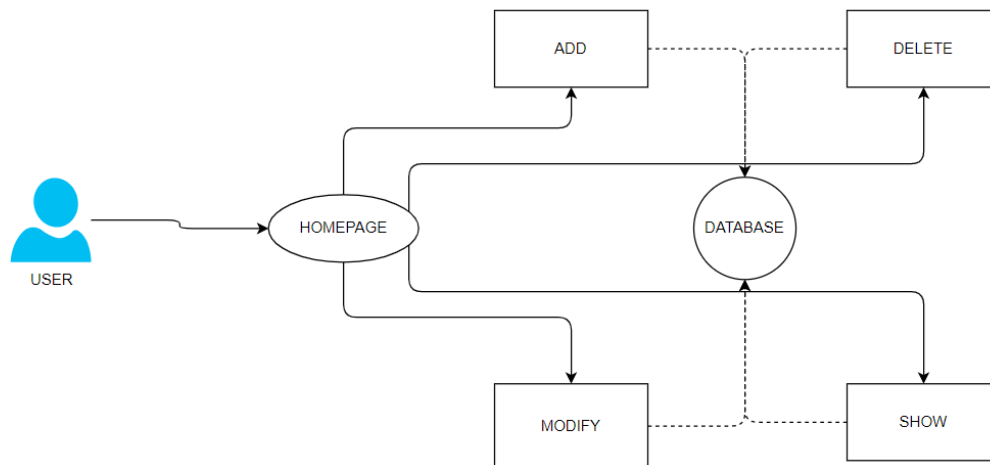 ADD
DELETE
HOMEPAGE
DATABASE
USER
MODIFY
SHOW